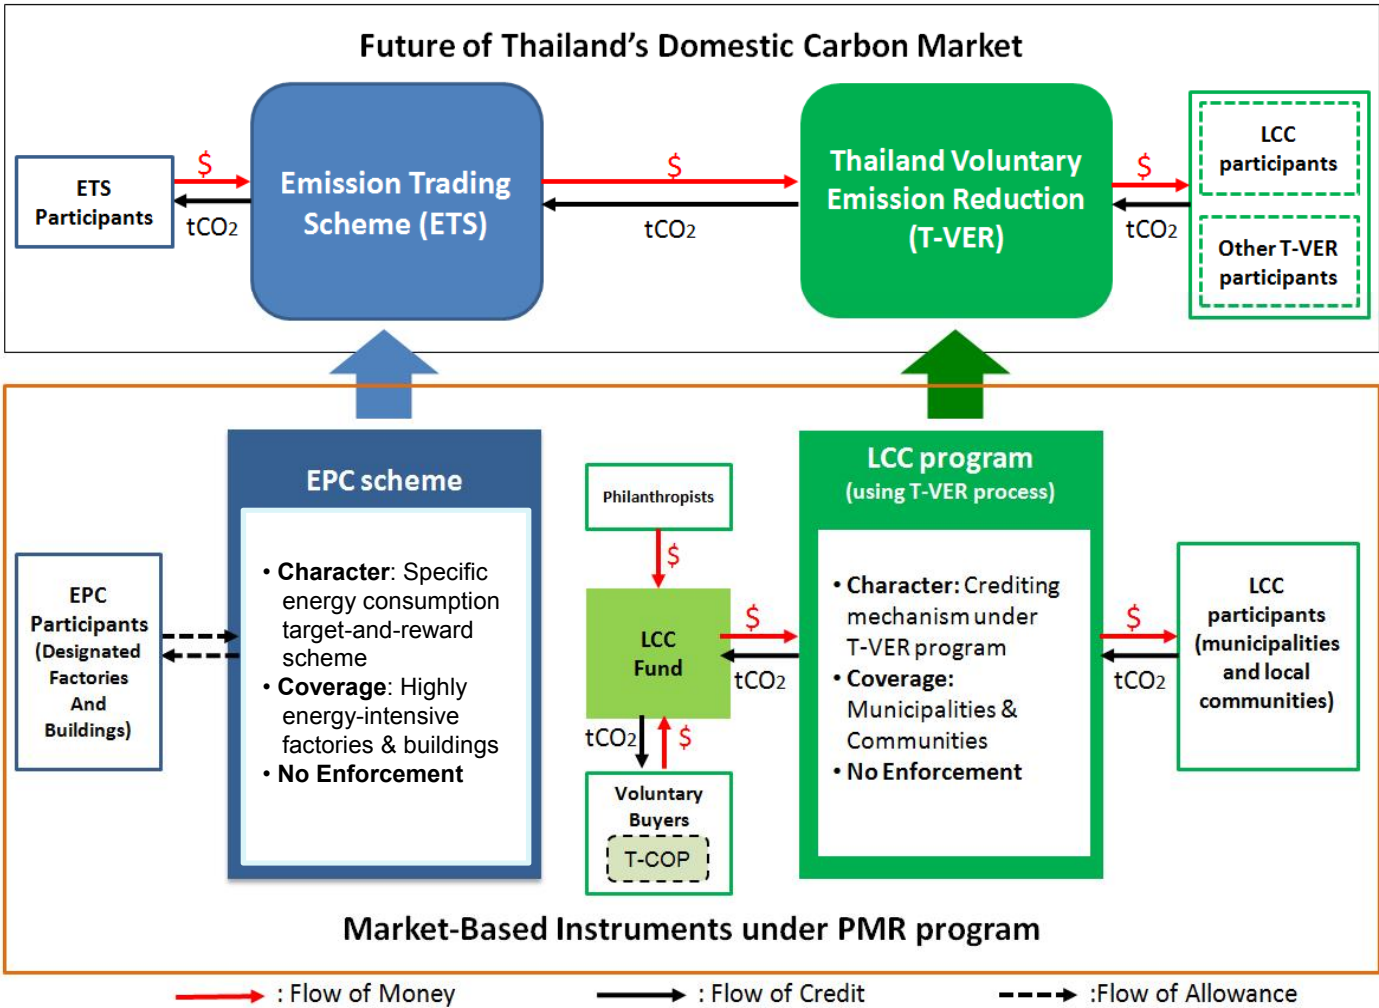 Future of Thailand's Domestic Carbon Market
ETS
Participants
$
tCO2
Emission Trading
Scheme (ETS)
$
tCO2
Thailand Voluntary
Emission Reduction
(T-VER)
$
tCO2
LCC
participants
Other T-VER
participants
EPC scheme
• Character: Specific
energy consumption
target-and-reward
scheme
• Coverage: Highly
energy-intensive
factories & buildings
• No Enforcement
EPC
Participants
(Designated
Factories
And
Buildings)
Philanthropists
$
LCC
Fund
$
tCO2
tCO2
$
Voluntary
Buyers
T-COP
LCC program
(using T-VER process)
• Character: Crediting
mechanism under
T-VER program
• Coverage:
Municipalities &
Communities
• No Enforcement
$
tCO2
LCC
participants
(municipalities
and local
communities)
Market-Based Instruments under PMR program
: Flow of Money
: Flow of Credit
:Flow of Allowance